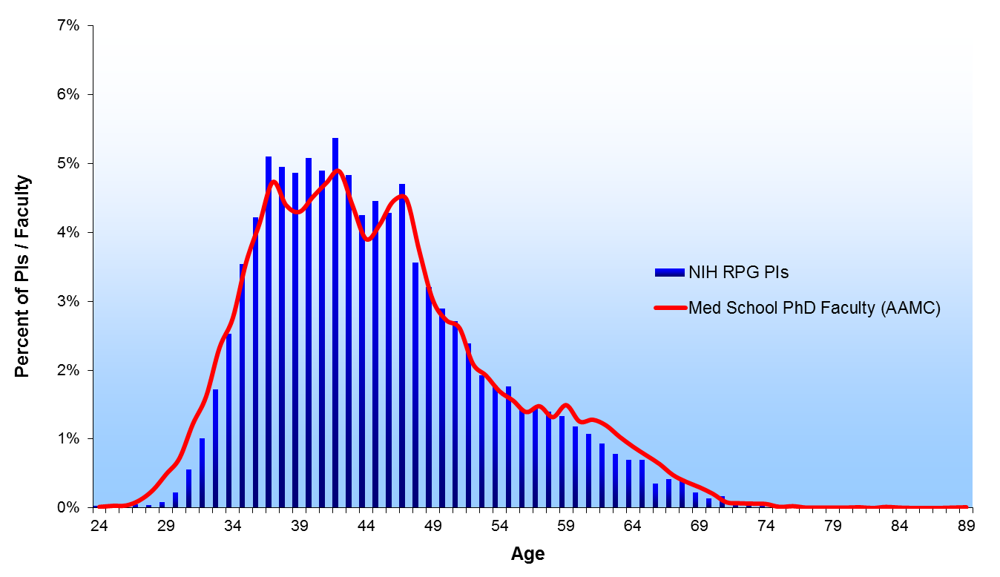 7%
6%
5%
4%
3%
2%
1%
0%
Percent of PIs / Faculty
NIH RPG PIs
Med School PhD Faculty (AAMC)
24 29 34 39 44 49 54 59 64 69 74 79 84 89
Age